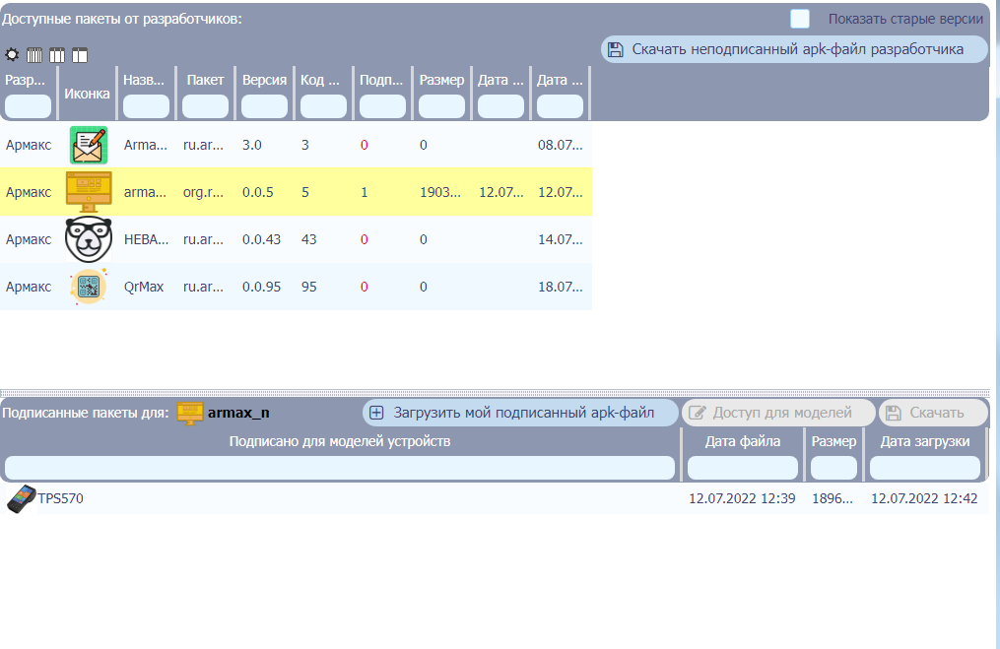 Доступные пакеты от разработчиков: Показать старые версии
Скачать неподписанный apk-файл разработчика
Разр... Иконка Назв... Пакет Версия Код ... Подп... Размер Дата ... Дата ...
Армакс Arma... ru.ar... 3.0 3 0 0 08.07...
Армакс arma... org.r... 0.0.5 5 1 1903... 12.07... 12.07...
Армакс НЕВА... ru.ar... 0.0.43 43 0 0 14.07...
Армакс QrMax ru.ar... 0.0.95 95 0 0 18.07...
Подписанные пакеты для: armax_n Загрузить мой подписанный apk-файл Доступ для моделей Скачать
Подписано для моделей устройств Дата файла Размер Дата загрузки
TPS570 12.07.2022 12:39 1896... 12.07.2022 12:42